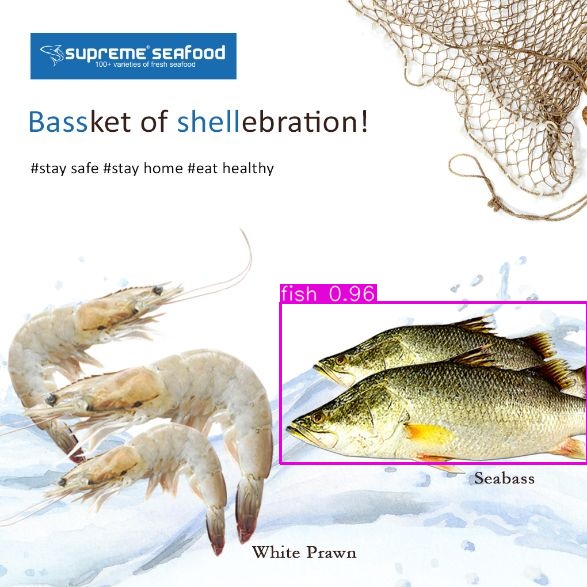 SUPREME® SEAFOOD
100+ varieties of fresh seafood
Bassket of shellebration!
#stay safe #stay home #eat healthy
fish 0.96
Seabass
White Prawn